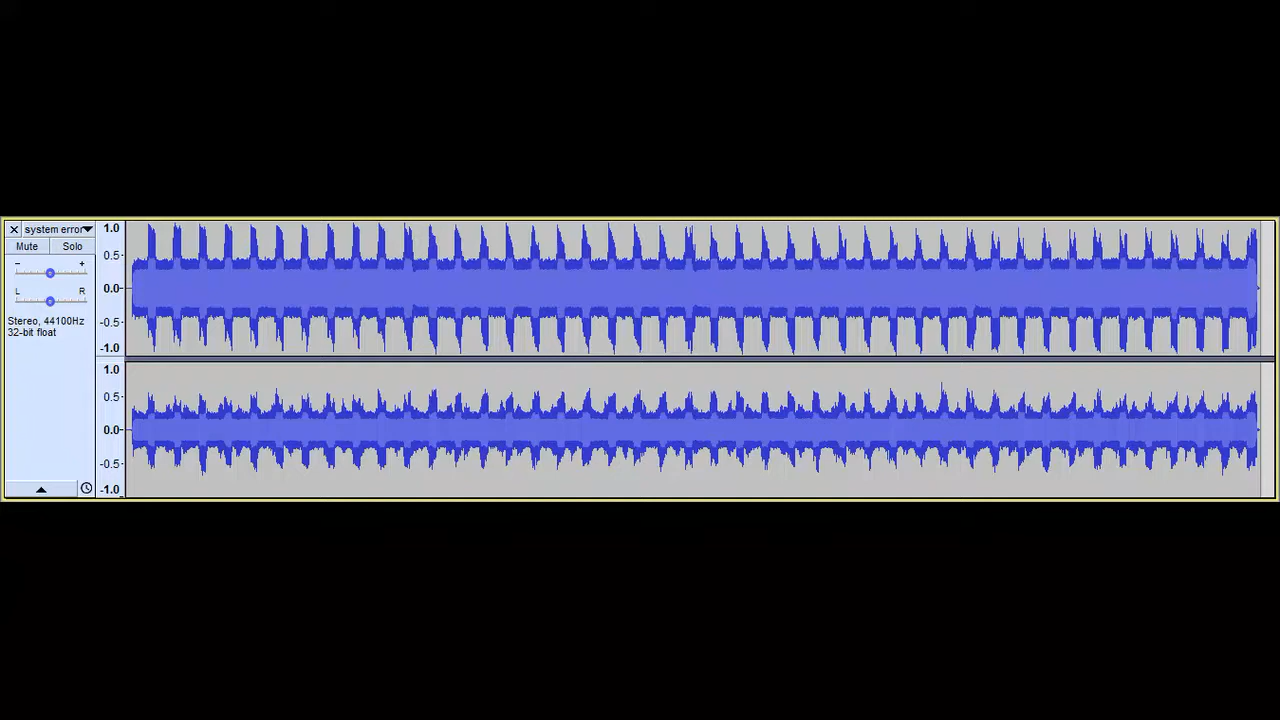 × system error
Mute Solo
- +
L R
Stereo, 44100Hz
32-bit float
1.0
0.5-
0.0-
-0.5-
-1.0
1.0
0.5-
0.0-
-0.5-
-1.0